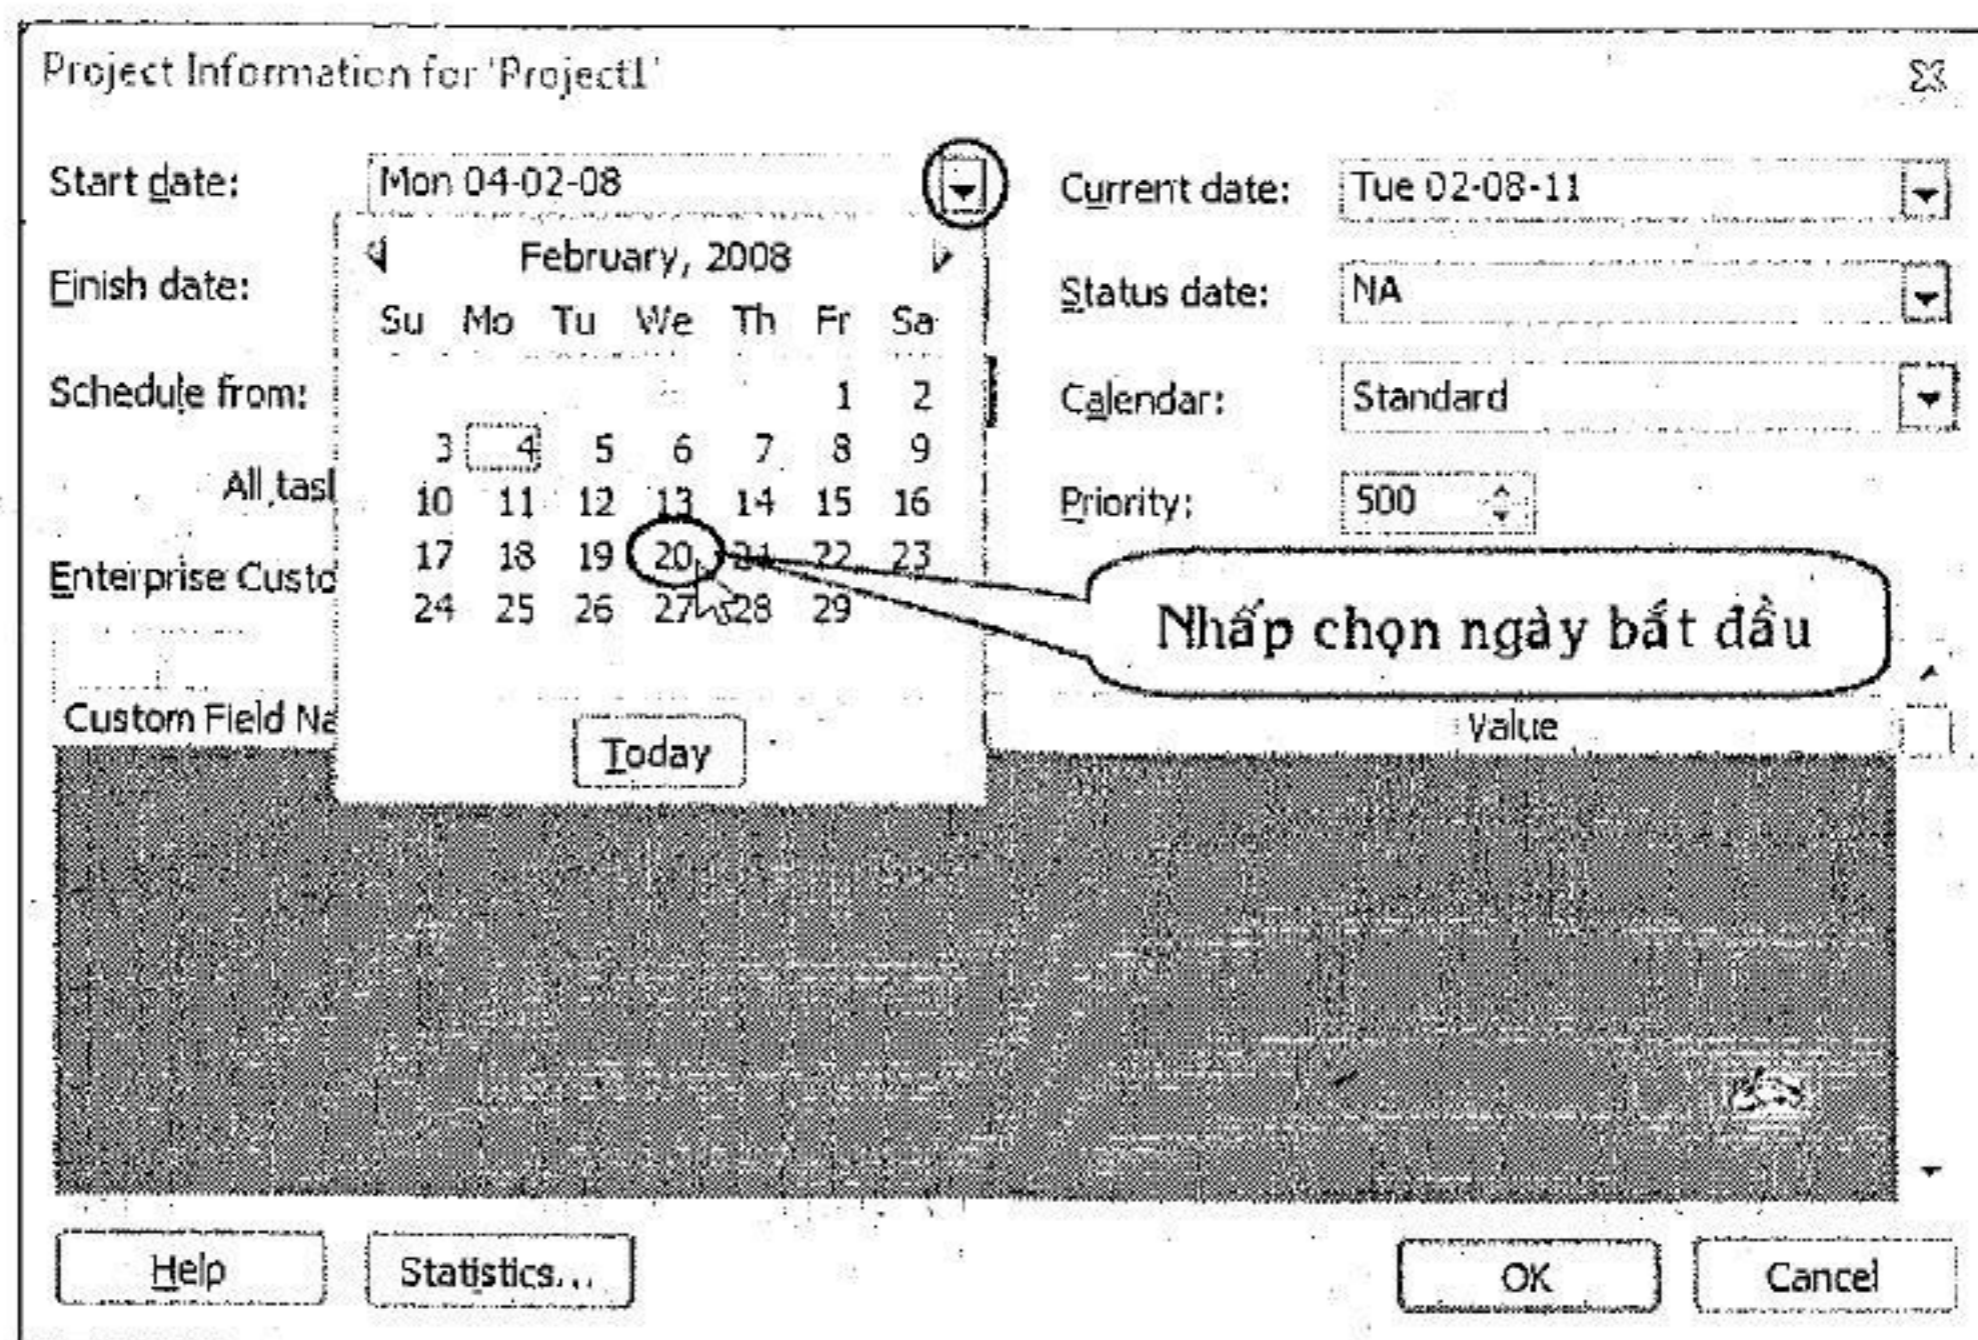 Project Information for 'Project1'
Start date: Mon 04-02-08 Current date: Tue 02-08-11
February, 2008
Finish date: Status date: NA
Su Mo Tu We Th Fr Sa
Schedule from: 1 2 Calendar: Standard
3 4 5 6 7 8 9
All tas
10 11 12 13 14 15 16 Priority: 500
17 18 19 20 21 22 23
Enterprise Custo
24 25 26 27 28 29
Nhấp chọn ngày bắt đầu
Custom Field Na Value
Today
Help Statistics... OK Cancel